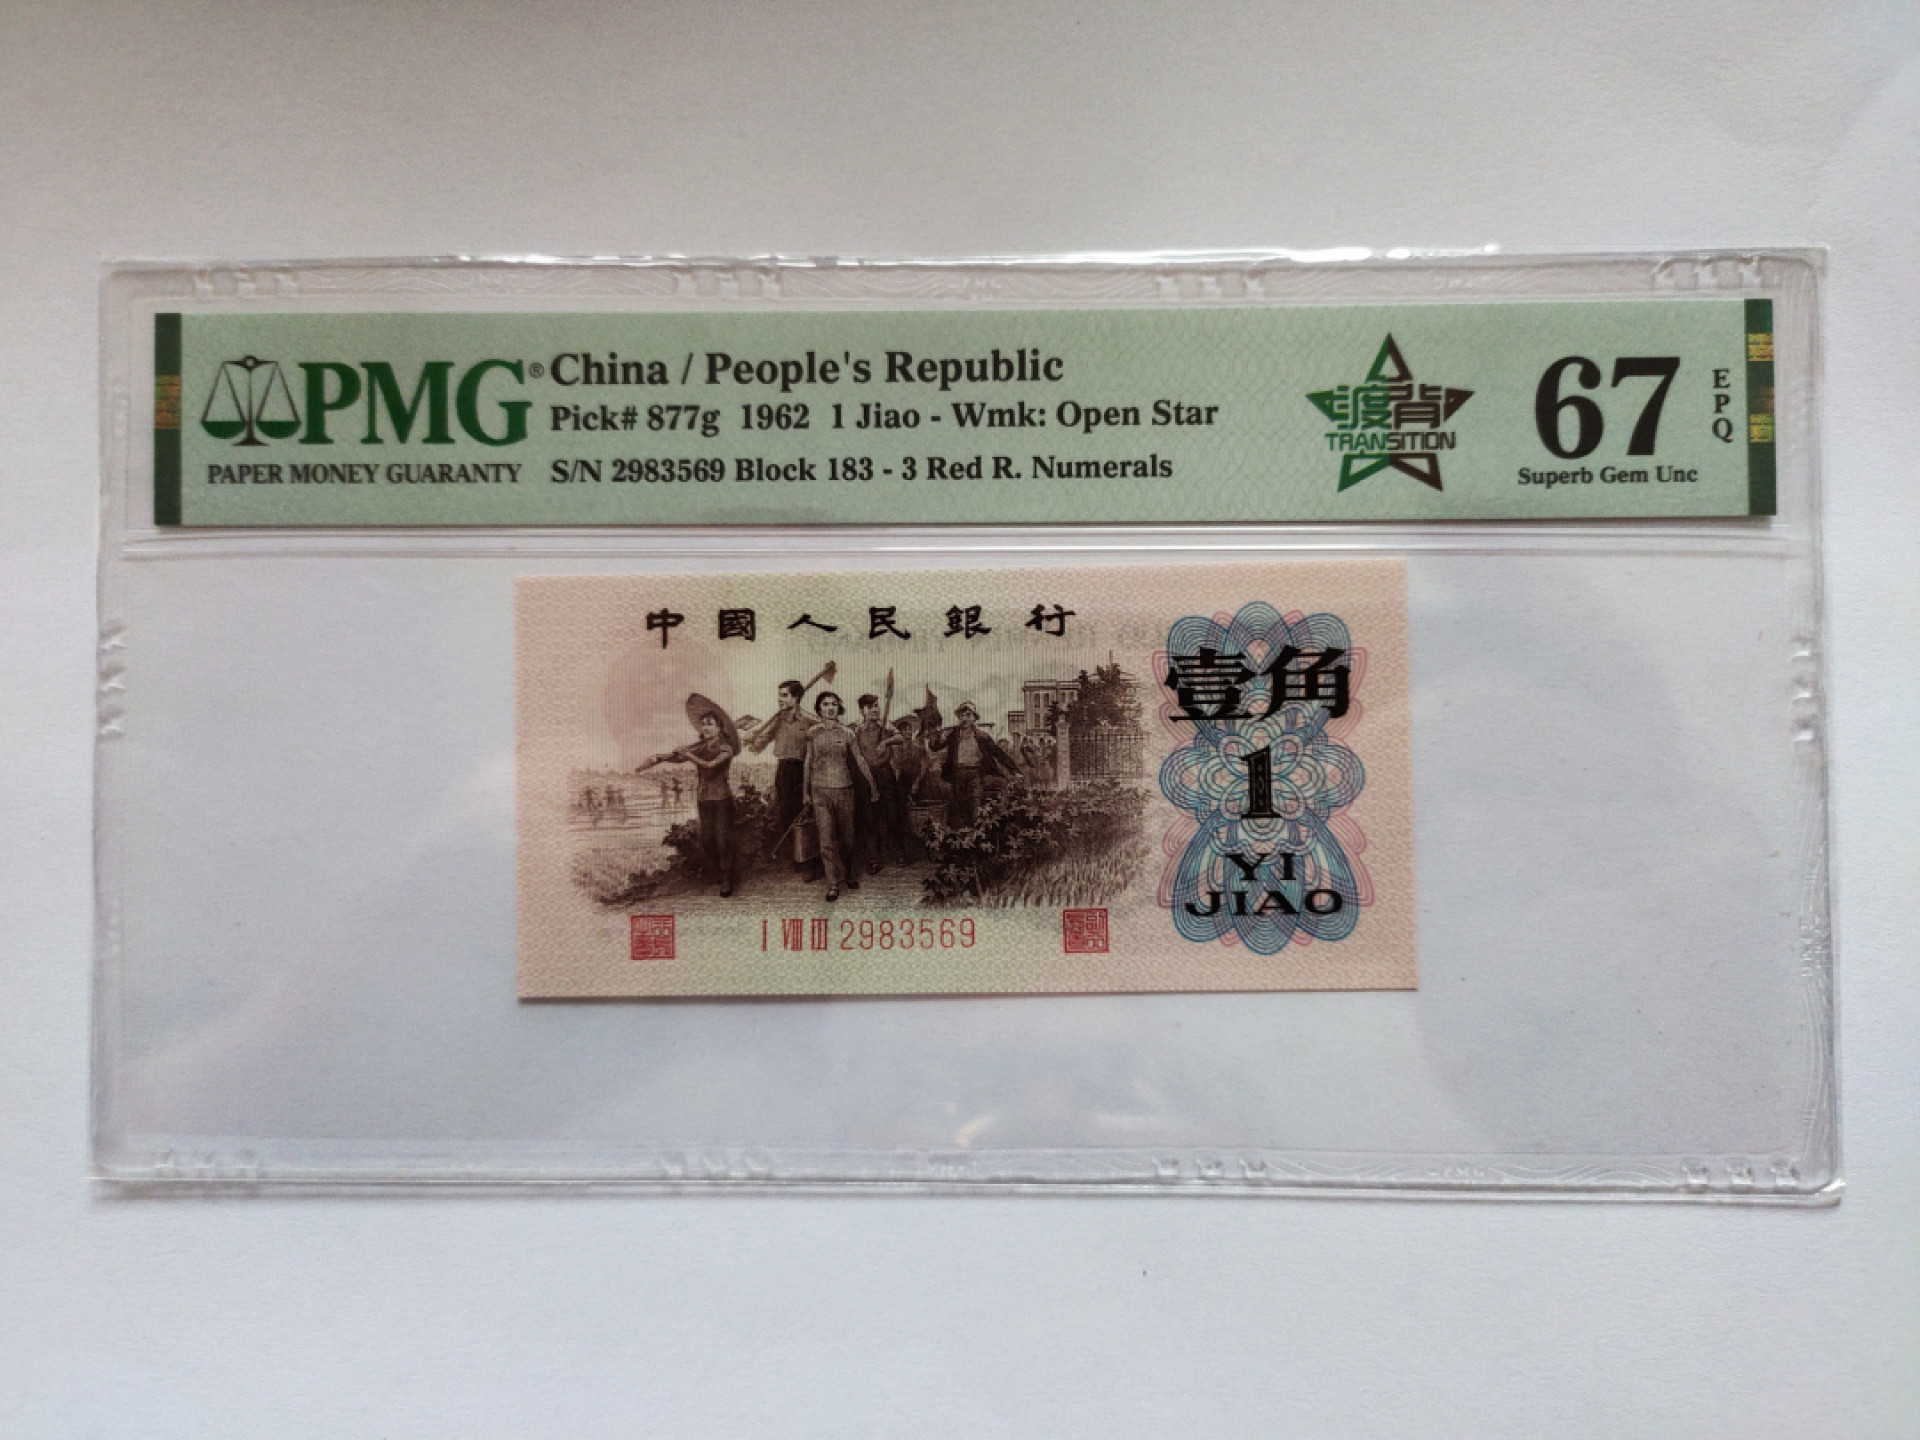 PMG®
PAPER MONEY GUARANTY
China / People's Republic
Pick# 877g 1962 1 Jiao - Wmk: Open Star
S/N 2983569 Block 183 - 3 Red R. Numerals
渡背
TRANSITION
67
Superb Gem Unc
EPQ
中國人民銀行
壹角
1
YI
JIAO
I VIII III 2983569